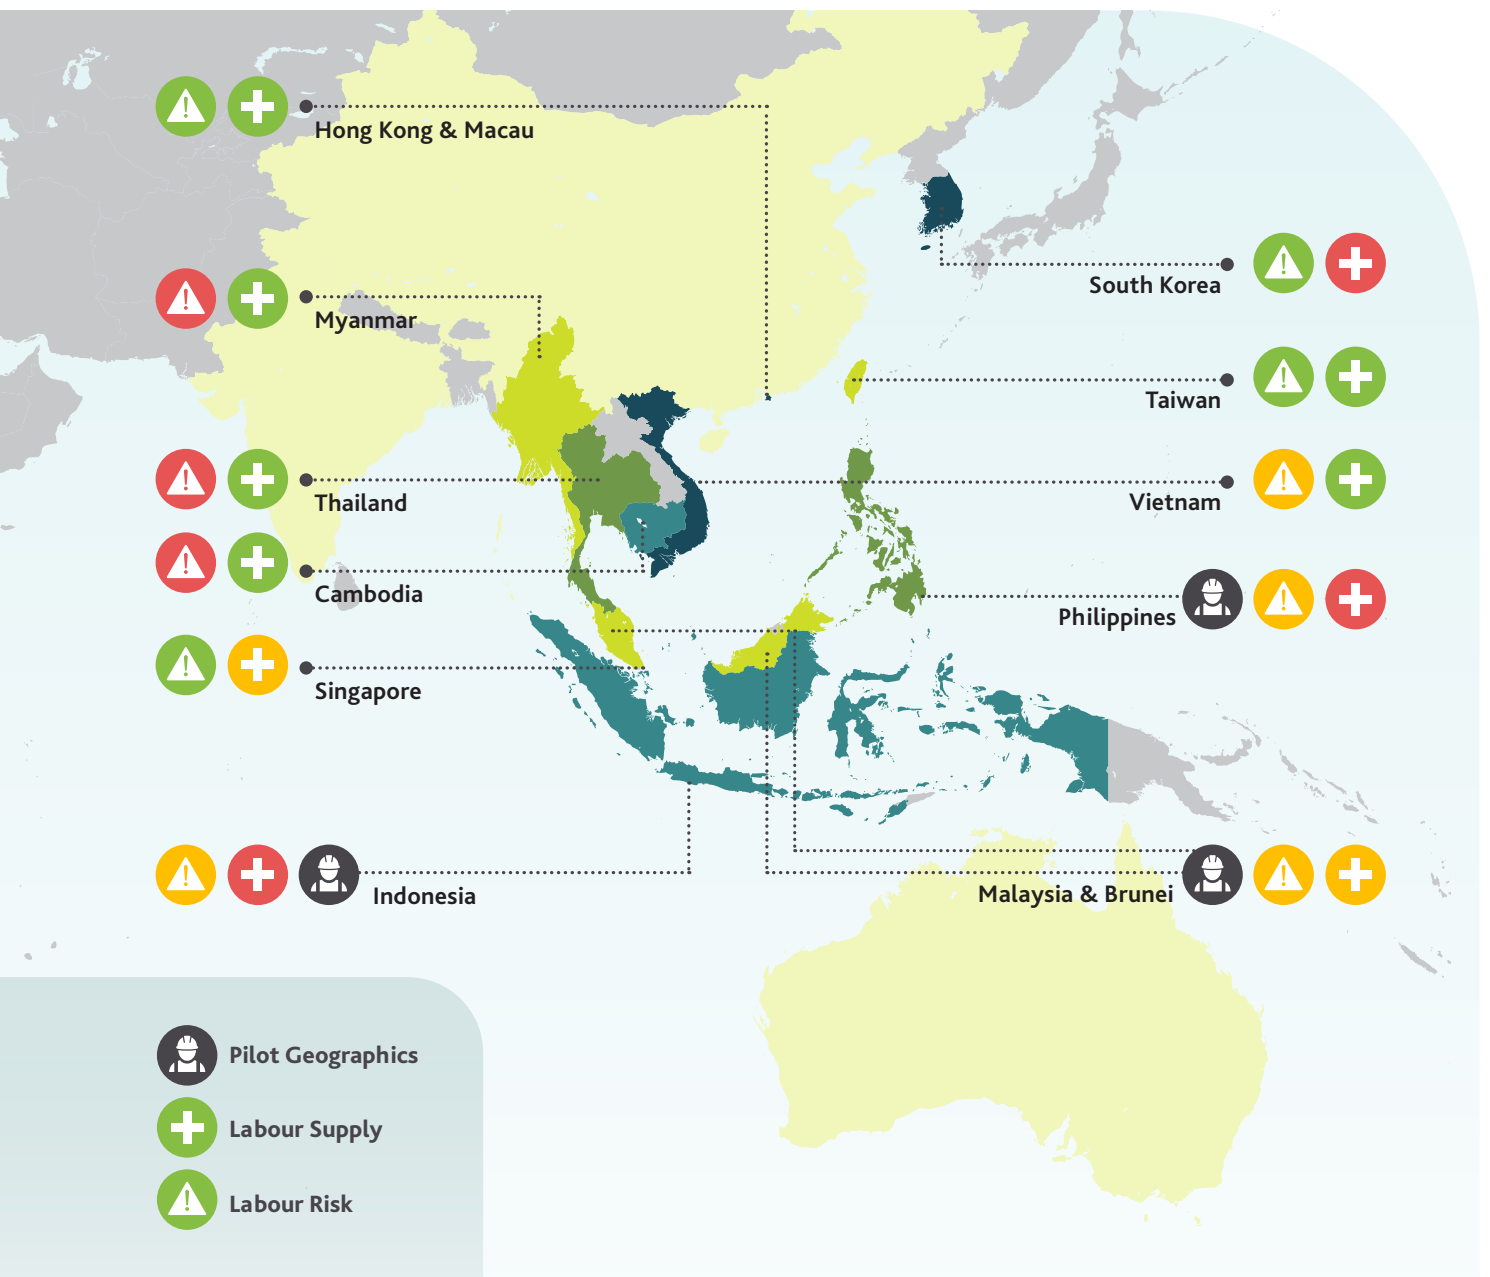 Hong Kong & Macau
Myanmar
Thailand
Cambodia
Singapore
Indonesia
South Korea
Taiwan
Vietnam
Philippines
Malaysia & Brunei
Pilot Geographics
Labour Supply
Labour Risk